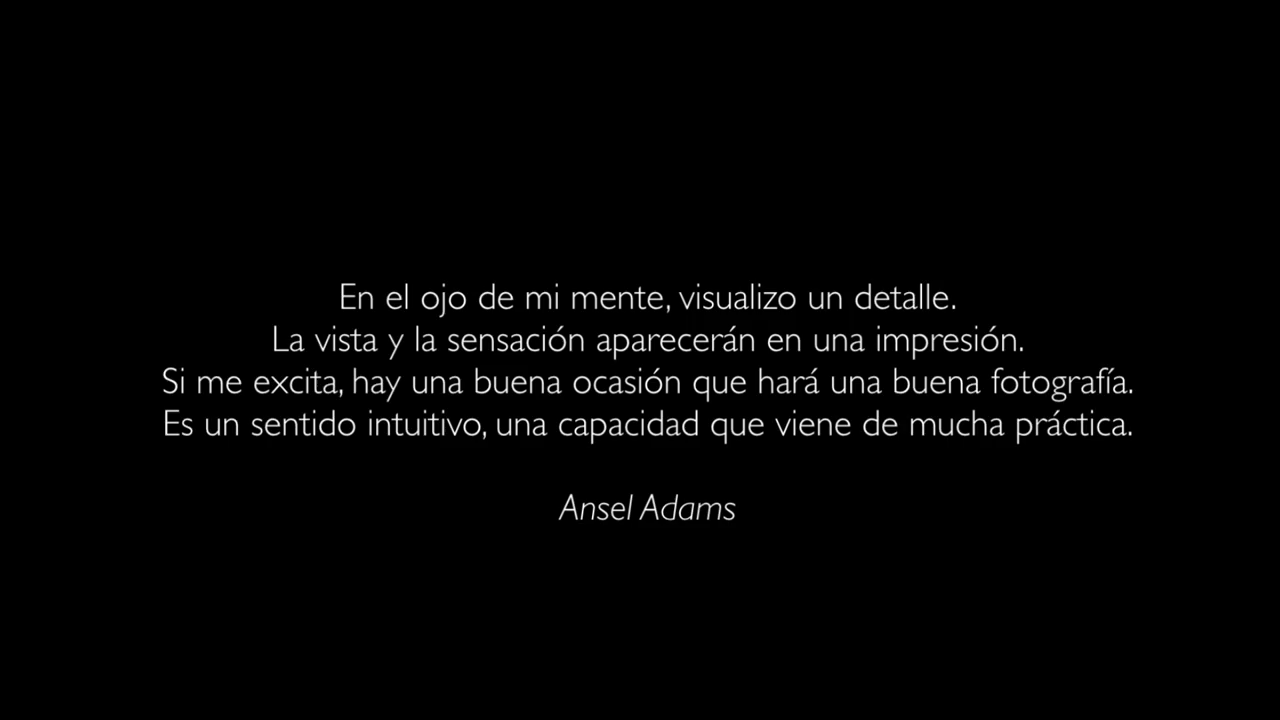 En el ojo de mi mente, visualizo un detalle.
La vista y la sensación aparecerán en una impresión.
Si me excita, hay una buena ocasión que hará una buena fotografía.
Es un sentido intuitivo, una capacidad que viene de mucha práctica.
Ansel Adams